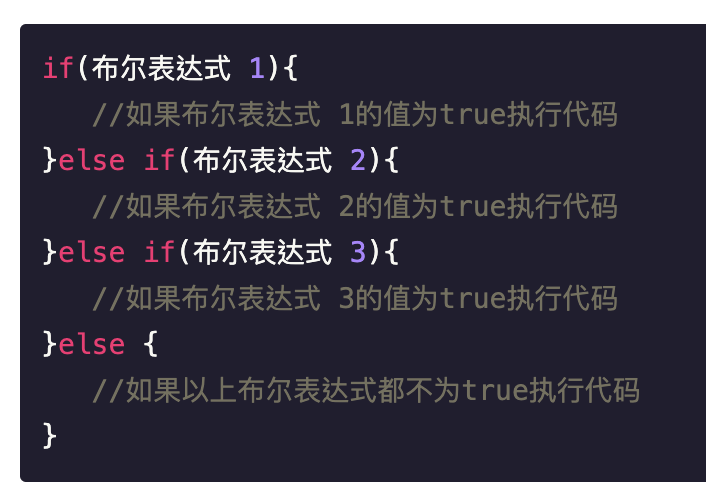 if(布尔表达式 1){
   //如果布尔表达式 1的值为true执行代码
}else if(布尔表达式 2){
   //如果布尔表达式 2的值为true执行代码
}else if(布尔表达式 3){
   //如果布尔表达式 3的值为true执行代码
}else {
   //如果以上布尔表达式都不为true执行代码
}